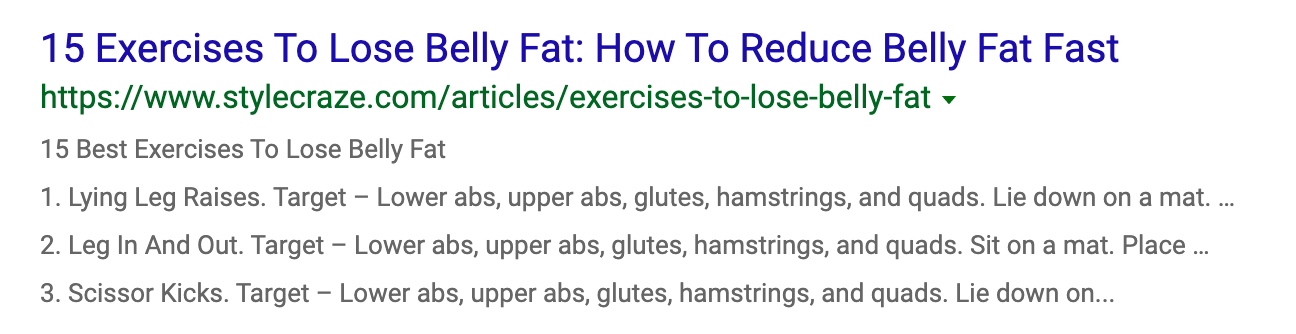 15 Exercises To Lose Belly Fat: How To Reduce Belly Fat Fast
https://www.stylecraze.com/articles/exercises-to-lose-belly-fat
15 Best Exercises To Lose Belly Fat
1. Lying Leg Raises. Target – Lower abs, upper abs, glutes, hamstrings, and quads. Lie down on a mat. ...
2. Leg In And Out. Target – Lower abs, upper abs, glutes, hamstrings, and quads. Sit on a mat. Place ...
3. Scissor Kicks. Target – Lower abs, upper abs, glutes, hamstrings, and quads. Lie down on...